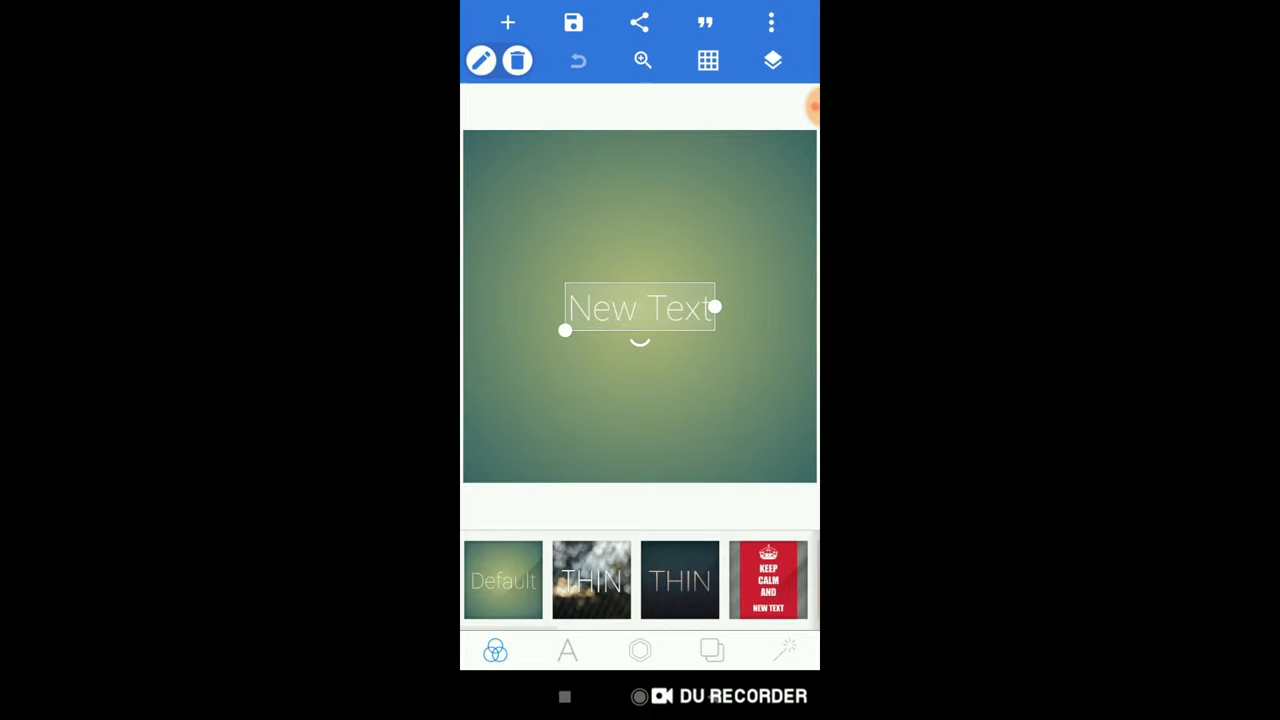 New Text
Default
THIN
THIN
KEEP
CALM
AND
NEW TEXT
DU RECORDER